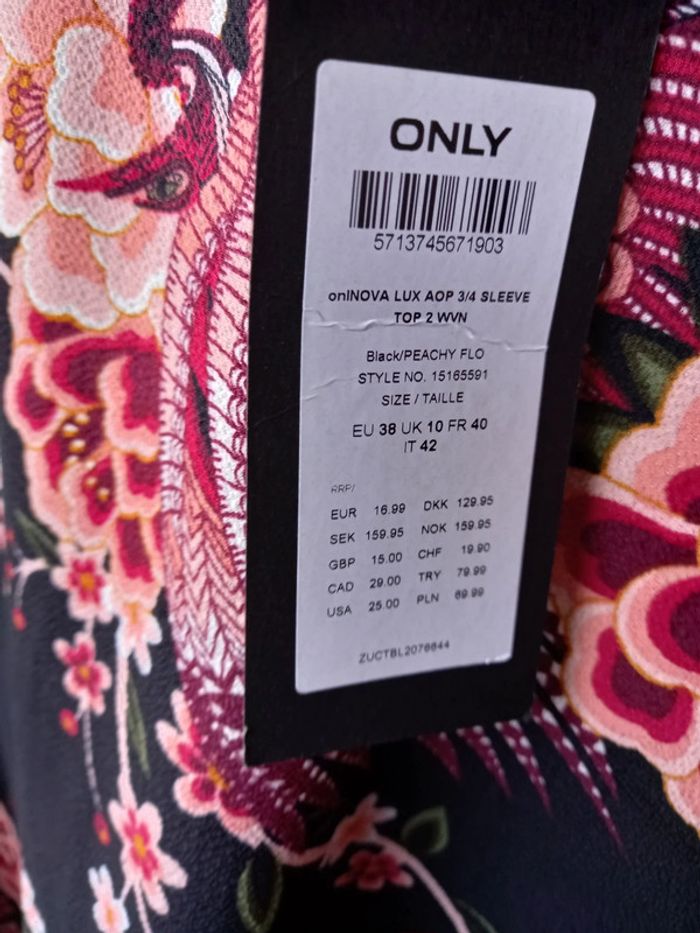 ONLY
5713745671903
onlNOVA LUX AOP 3/4 SLEEVE
TOP 2 WVN
Black/PEACHY FLO
STYLE NO. 15165591
SIZE / TAILLE
EU 38 UK 10 FR 40
IT 42
RRP/
EUR 16.99 DKK 129.95
SEK 159.95 NOK 159.95
GBP 15.00 CHF 19.90
CAD 29.00 TRY 79.99
USA 25.00 PLN 69.99
ZUCTBL2076644